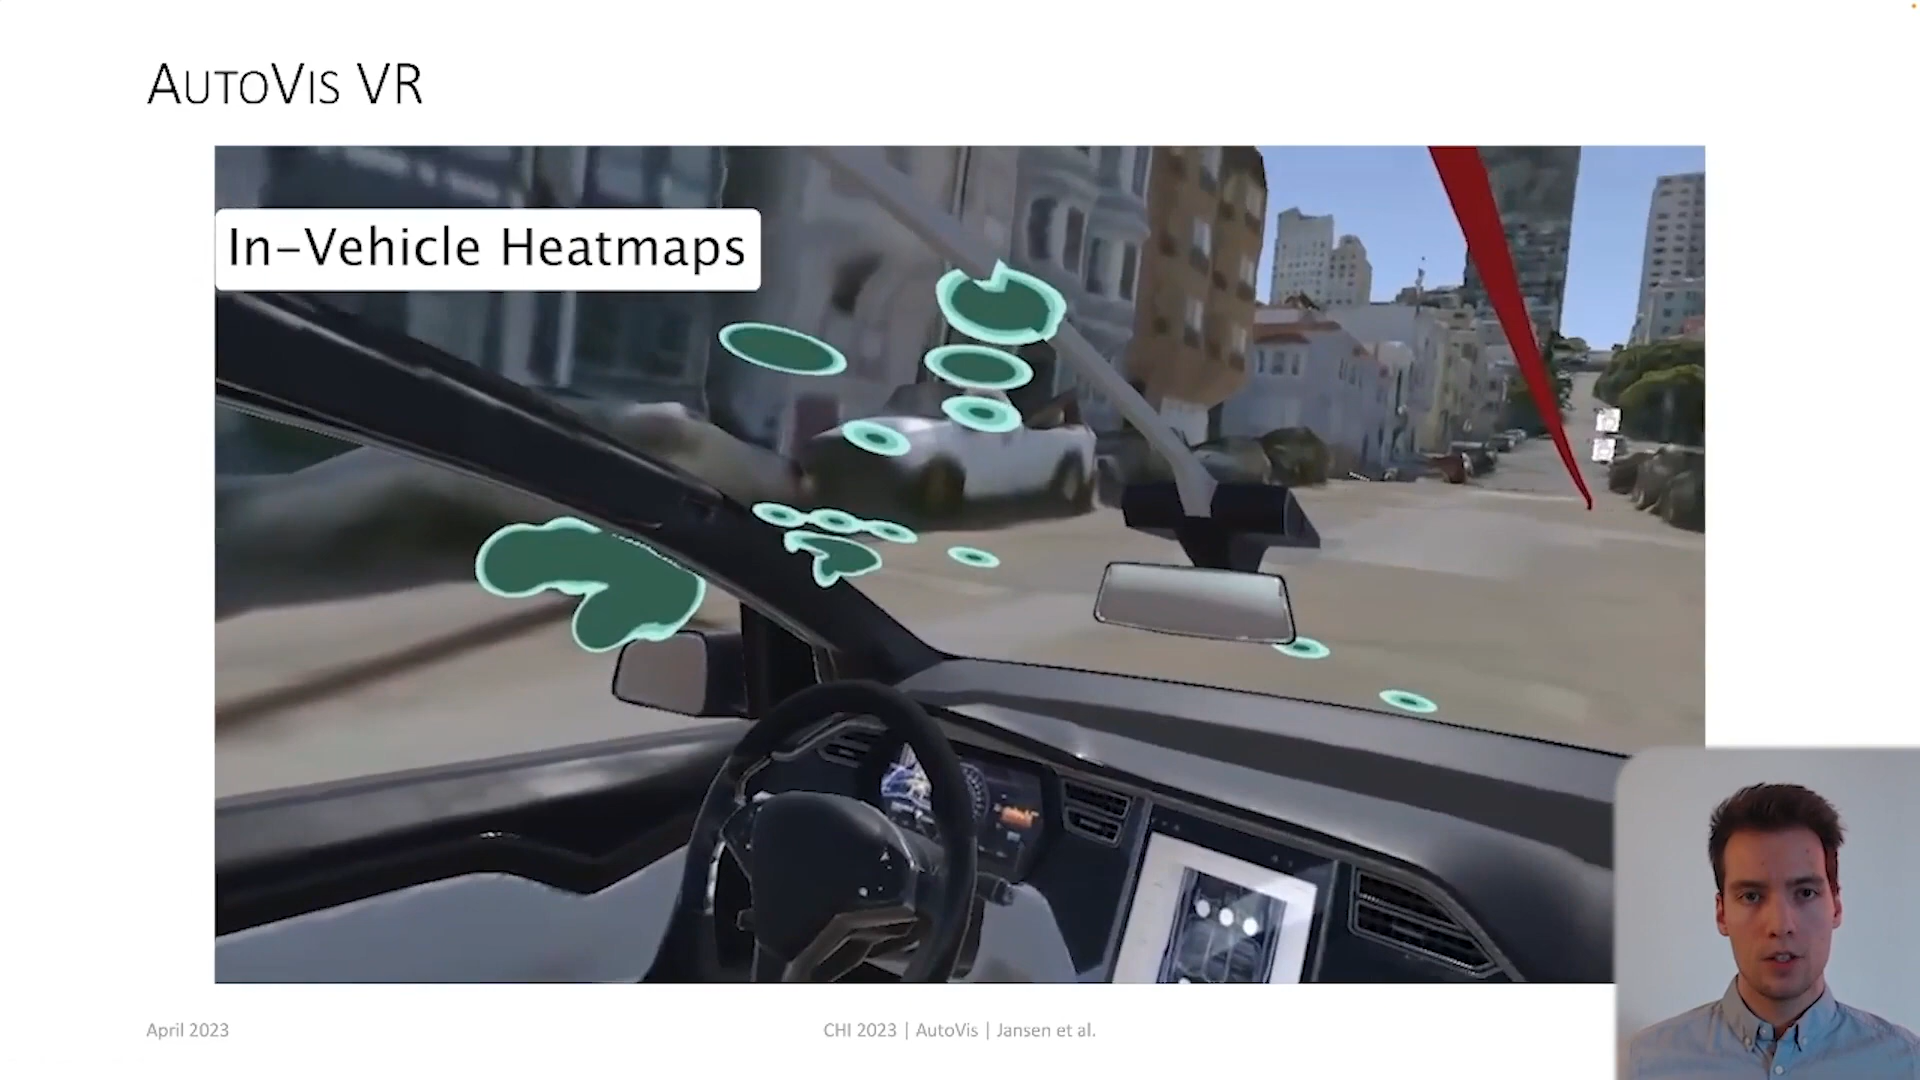 AUTOVIS VR
In-Vehicle Heatmaps
April 2023
CHI 2023 | AutoVis | Jansen et al.